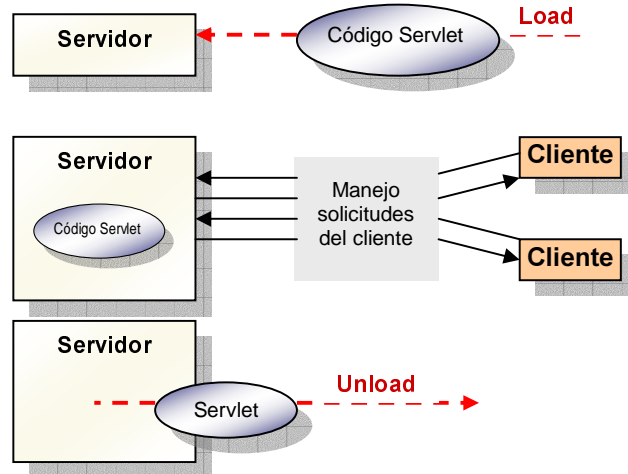 Load
Servidor
Código Servlet
Servidor
Cliente
Manejo
solicitudes
del cliente
Código Servlet
Cliente
Servidor
Unload
Servlet